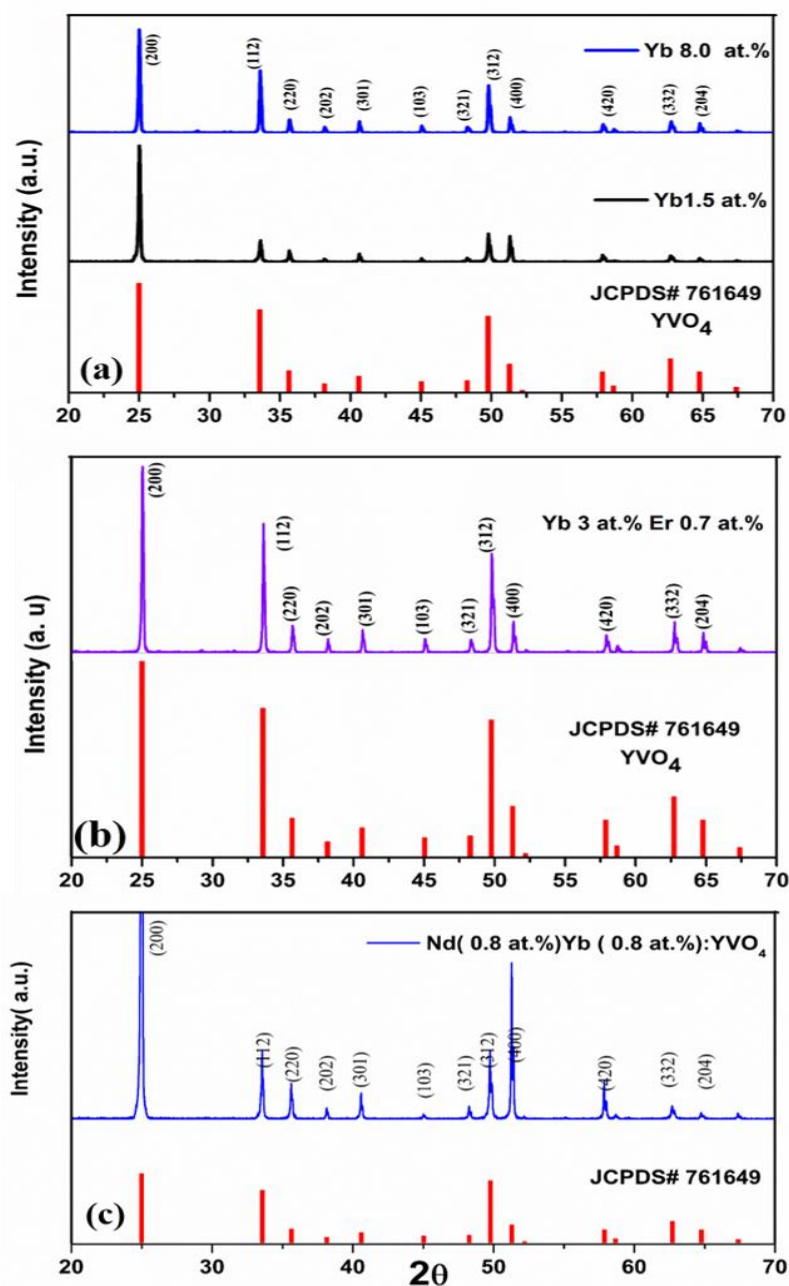 Yb 8.0 at.%
(200) (112) (220) (202) (301) (103) (321) (312) (400) (420) (332) (204)
Yb1.5 at.%
Intensity (a.u.)
JCPDS# 761649
YVO4
(a)
20 25 30 35 40 45 50 55 60 65 70
(200) (112) (220) (202) (301) (103) (321) (312) (400) (420) (332) (204)
Yb 3 at.% Er 0.7 at.%
Intensity (a. u)
JCPDS# 761649
YVO4
(b)
20 25 30 35 40 45 50 55 60 65 70
Nd( 0.8 at.%)Yb ( 0.8 at.%):YVO4
(200) (112) (220) (202) (301) (103) (321) (312) (400) (420) (332) (204)
Intensity( a.u.)
JCPDS# 761649
(c)
20 25 30 35 40 45 50 55 60 65 70
2θ